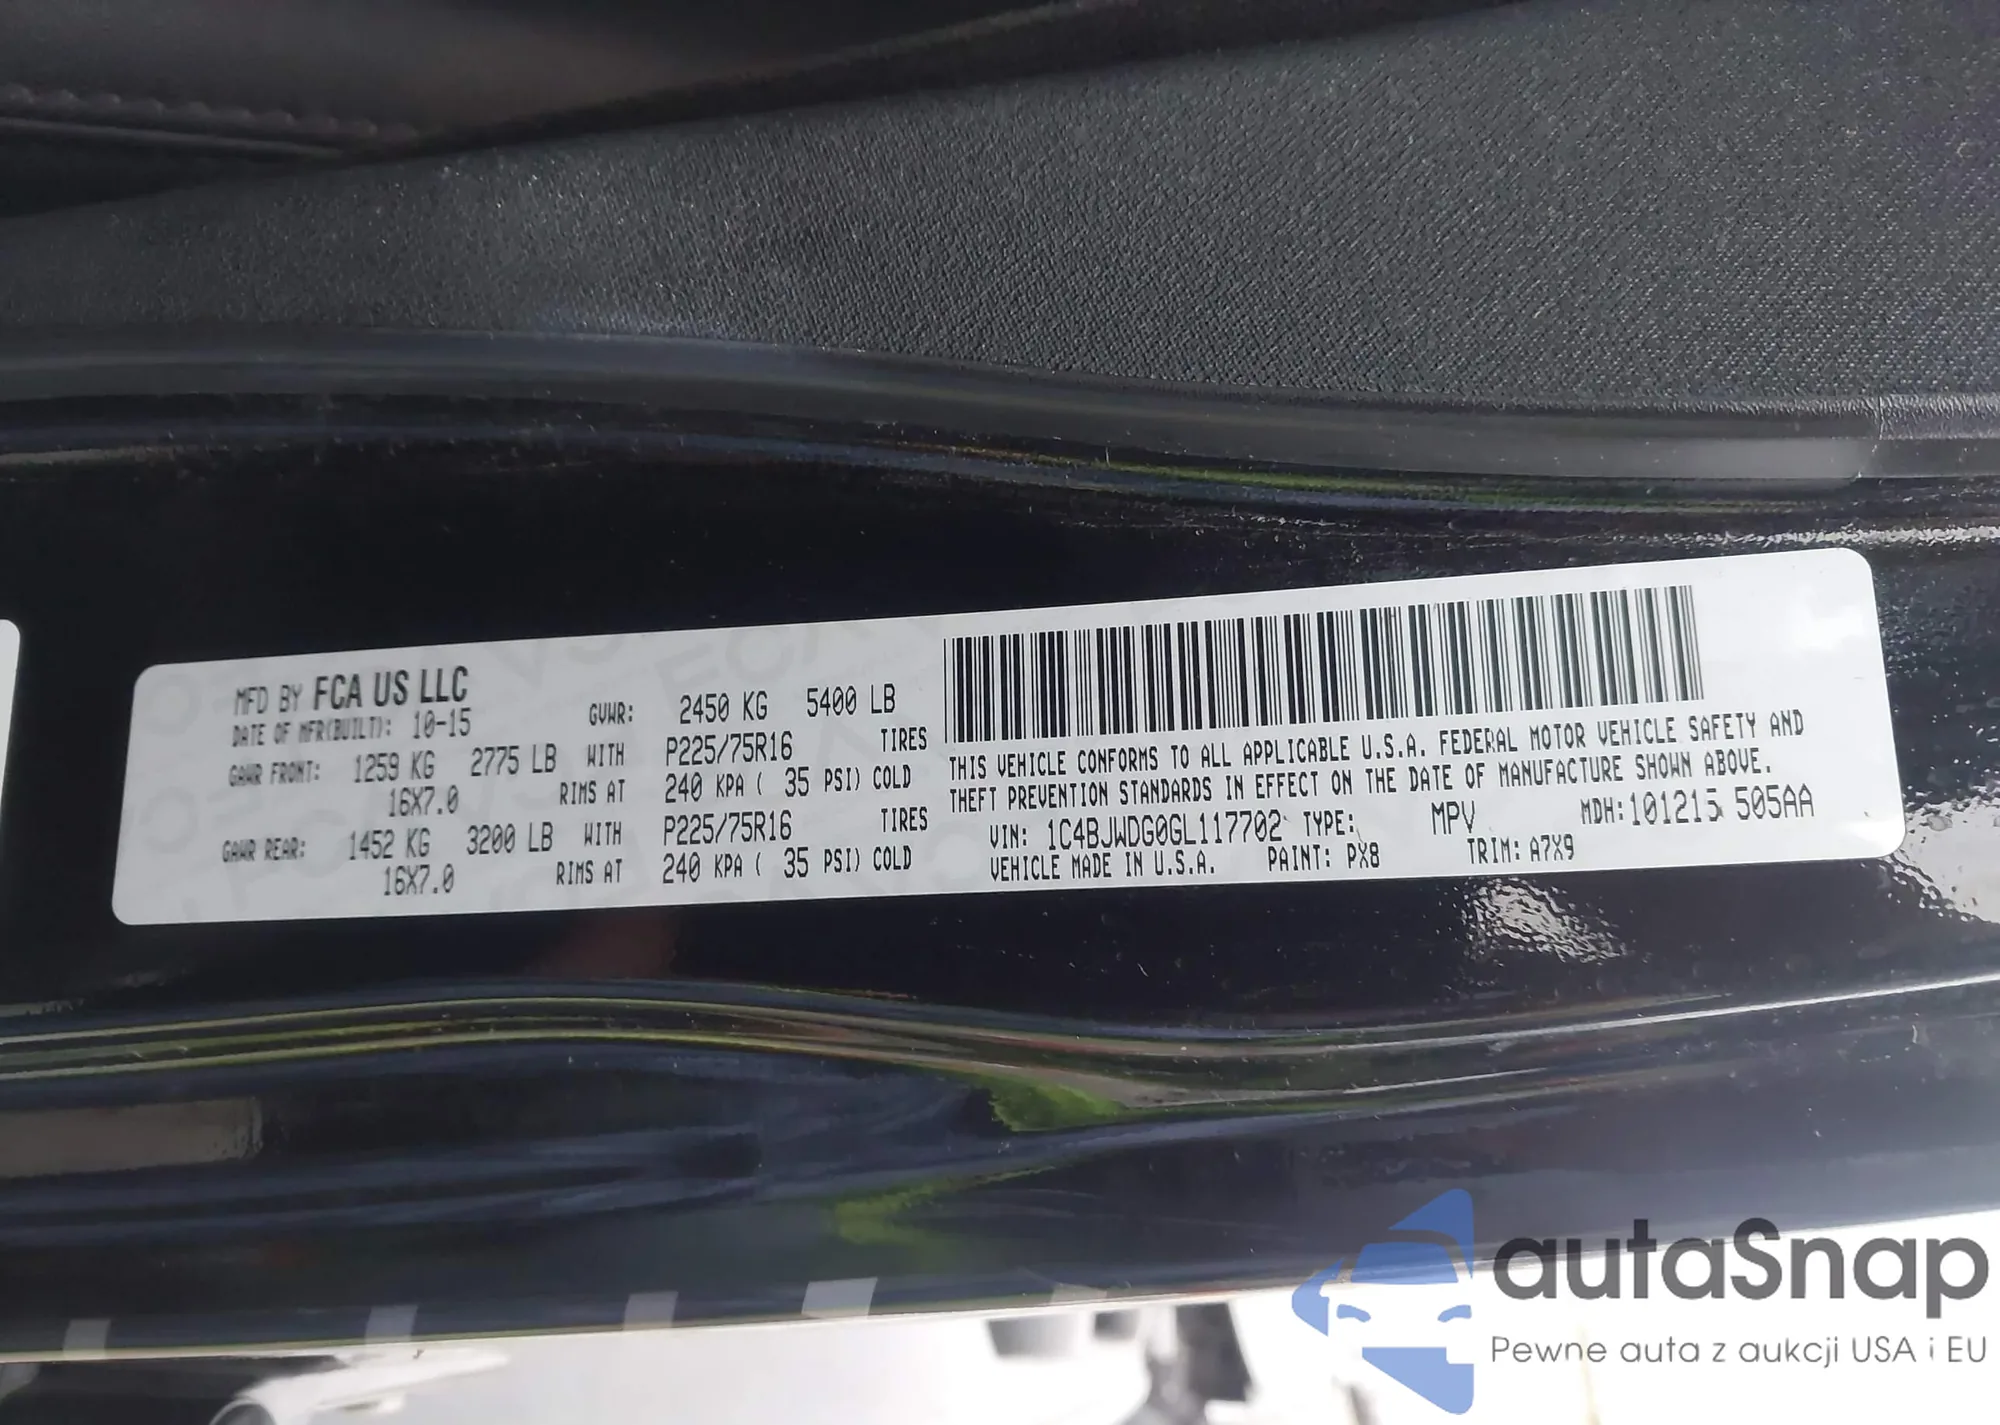 MFD BY FCA US LLC
DATE OF MFR(BUILT): 10-15
GVWR: 2450 KG 5400 LB
GAWR FRONT: 1259 KG 2775 LB WITH P225/75R16 TIRES
16X7.0 RIMS AT 240 KPA ( 35 PSI) COLD
GAWR REAR: 1452 KG 3200 LB WITH P225/75R16 TIRES
16X7.0 RIMS AT 240 KPA ( 35 PSI) COLD
THIS VEHICLE CONFORMS TO ALL APPLICABLE U.S.A. FEDERAL MOTOR VEHICLE SAFETY AND
THEFT PREVENTION STANDARDS IN EFFECT ON THE DATE OF MANUFACTURE SHOWN ABOVE.
VIN: 1C4BJWDG0GL117702 TYPE: MPV MDH:101215 505AA
VEHICLE MADE IN U.S.A. PAINT: PX8 TRIM: A7X9
autaSnap
Pewne auta z aukcji USA i EU